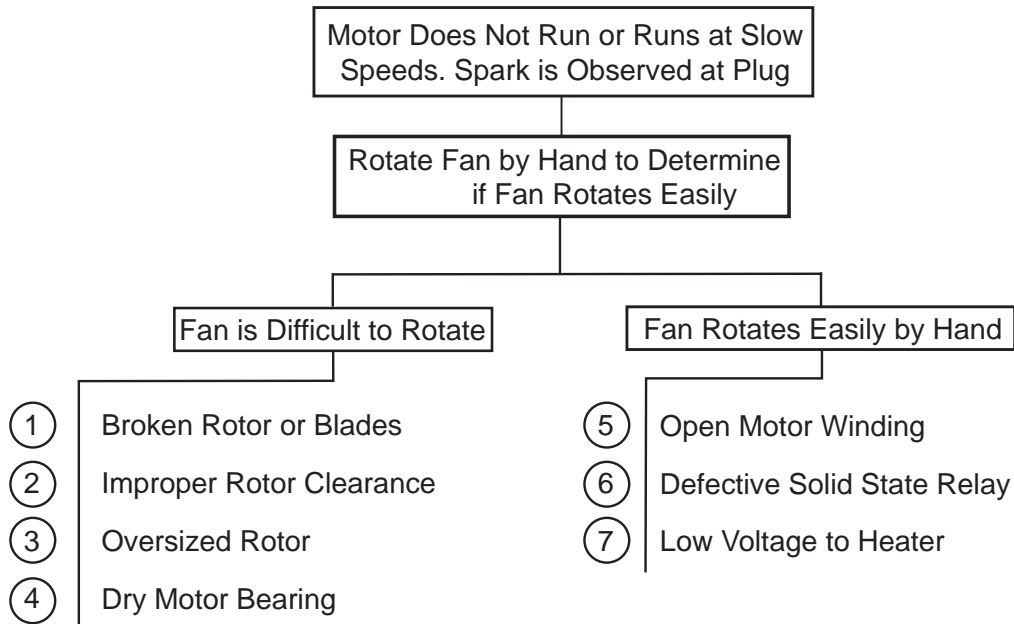 Motor Does Not Run or Runs at Slow
Speeds. Spark is Observed at Plug
Rotate Fan by Hand to Determine
if Fan Rotates Easily
Fan is Difficult to Rotate
1 Broken Rotor or Blades
2 Improper Rotor Clearance
3 Oversized Rotor
4 Dry Motor Bearing
Fan Rotates Easily by Hand
5 Open Motor Winding
6 Defective Solid State Relay
7 Low Voltage to Heater